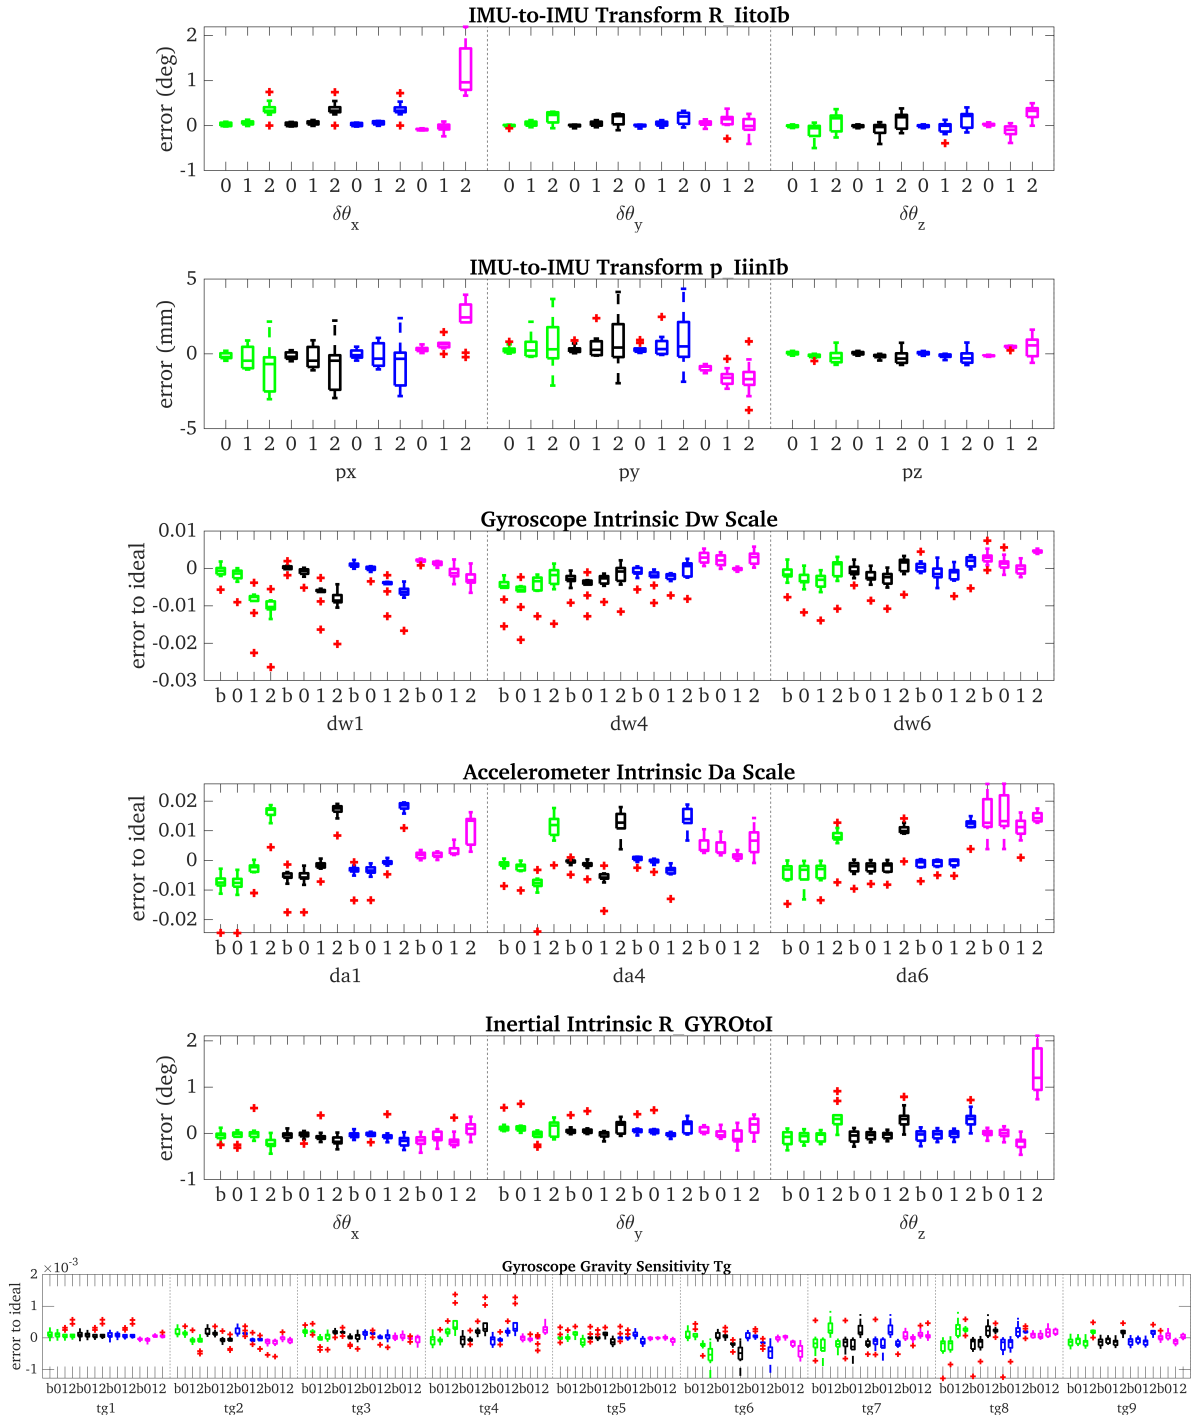 IMU-to-IMU Transform R_IitoIb
2
1
0
-1
error (deg)
0 1 2 0 1 2 0 1 2 0 1 2 0 1 2 0 1 2 0 1 2 0 1 2 0 1 2 0 1 2 0 1 2 0 1 2
δθx δθy δθz
IMU-to-IMU Transform p_IiinIb
5
0
-5
error (mm)
0 1 2 0 1 2 0 1 2 0 1 2 0 1 2 0 1 2 0 1 2 0 1 2 0 1 2 0 1 2 0 1 2 0 1 2
px py pz
Gyroscope Intrinsic Dw Scale
0.01
0
-0.01
-0.02
-0.03
error to ideal
b 0 1 2 b 0 1 2 b 0 1 2 b 0 1 2 b 0 1 2 b 0 1 2 b 0 1 2 b 0 1 2 b 0 1 2 b 0 1 2 b 0 1 2 b 0 1 2
dw1 dw4 dw6
Accelerometer Intrinsic Da Scale
0.02
0.01
0
-0.01
-0.02
error to ideal
b 0 1 2 b 0 1 2 b 0 1 2 b 0 1 2 b 0 1 2 b 0 1 2 b 0 1 2 b 0 1 2 b 0 1 2 b 0 1 2 b 0 1 2 b 0 1 2
da1 da4 da6
Inertial Intrinsic R_GYROtoI
2
1
0
-1
error (deg)
b 0 1 2 b 0 1 2 b 0 1 2 b 0 1 2 b 0 1 2 b 0 1 2 b 0 1 2 b 0 1 2 b 0 1 2 b 0 1 2 b 0 1 2 b 0 1 2
δθx δθy δθz
Gyroscope Gravity Sensitivity Tg
×10-3
2
1
0
-1
error to ideal
b012b012b012b012 b012b012b012b012 b012b012b012b012 b012b012b012b012 b012b012b012b012 b012b012b012b012 b012b012b012b012 b012b012b012b012 b012b012b012b012
tg1 tg2 tg3 tg4 tg5 tg6 tg7 tg8 tg9